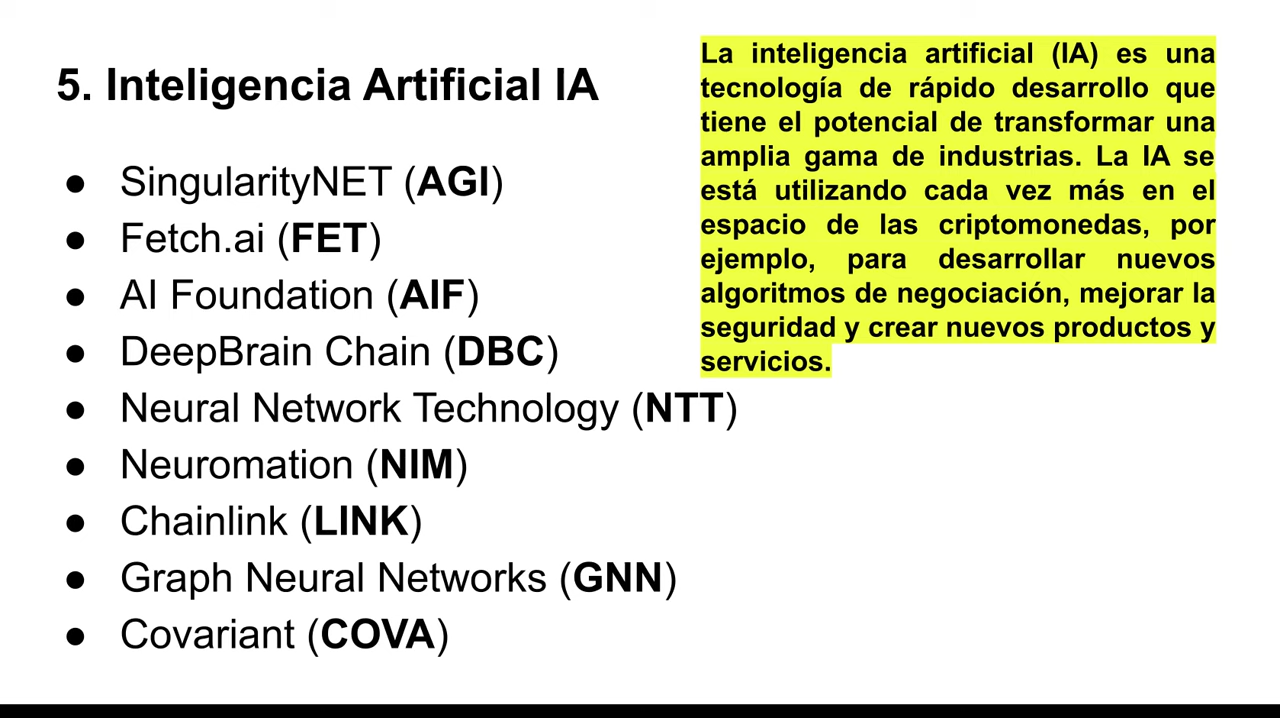 5. Inteligencia Artificial IA
● SingularityNET (AGI)
● Fetch.ai (FET)
● AI Foundation (AIF)
● DeepBrain Chain (DBC)
● Neural Network Technology (NTT)
● Neuromation (NIM)
● Chainlink (LINK)
● Graph Neural Networks (GNN)
● Covariant (COVA)
La inteligencia artificial (IA) es una
tecnología de rápido desarrollo que
tiene el potencial de transformar una
amplia gama de industrias. La IA se
está utilizando cada vez más en el
espacio de las criptomonedas, por
ejemplo, para desarrollar nuevos
algoritmos de negociación, mejorar la
seguridad y crear nuevos productos y
servicios.